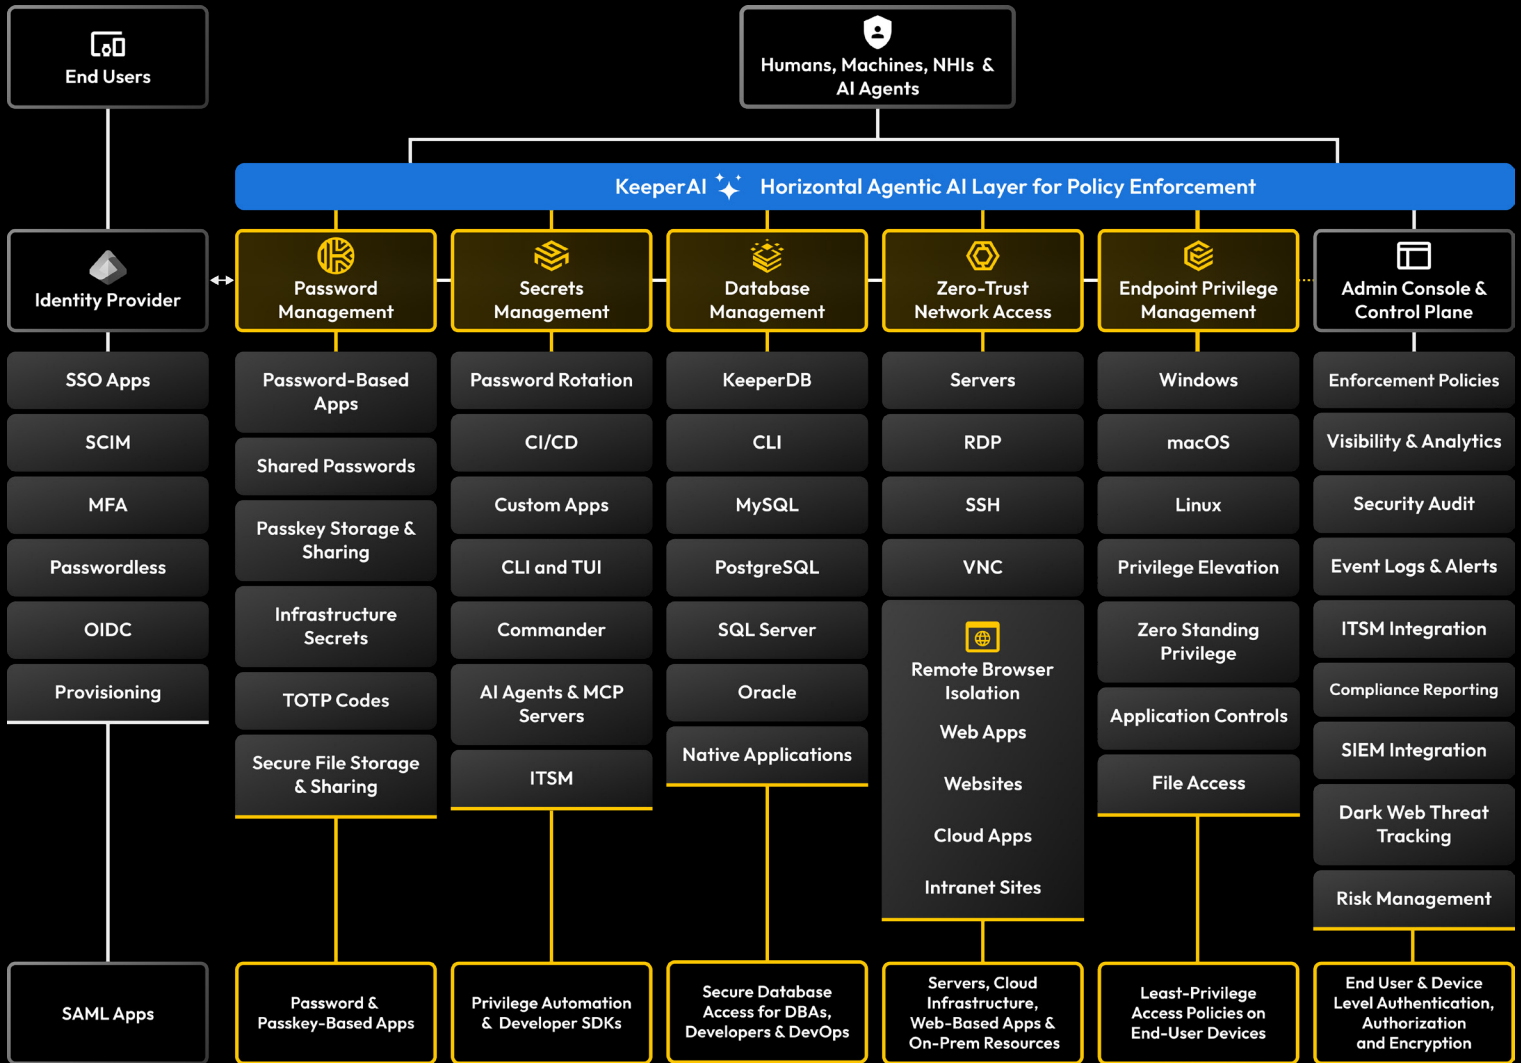 End Users
Humans, Machines, NHIs &
AI Agents
KeeperAI Horizontal Agentic AI Layer for Policy Enforcement
Identity Provider
SSO Apps
SCIM
MFA
Passwordless
OIDC
Provisioning
SAML Apps
Password
Management
Password-Based
Apps
Shared Passwords
Passkey Storage &
Sharing
Infrastructure
Secrets
TOTP Codes
Secure File Storage
& Sharing
Password &
Passkey-Based Apps
Secrets
Management
Password Rotation
CI/CD
Custom Apps
CLI and TUI
Commander
AI Agents & MCP
Servers
ITSM
Privilege Automation
& Developer SDKs
Database
Management
KeeperDB
CLI
MySQL
PostgreSQL
SQL Server
Oracle
Native Applications
Secure Database
Access for DBAs,
Developers & DevOps
Zero-Trust
Network Access
Servers
RDP
SSH
VNC
Remote Browser
Isolation
Web Apps
Websites
Cloud Apps
Intranet Sites
Servers, Cloud
Infrastructure,
Web-Based Apps &
On-Prem Resources
Endpoint Privilege
Management
Windows
macOS
Linux
Privilege Elevation
Zero Standing
Privilege
Application Controls
File Access
Least-Privilege
Access Policies on
End-User Devices
Admin Console &
Control Plane
Enforcement Policies
Visibility & Analytics
Security Audit
Event Logs & Alerts
ITSM Integration
Compliance Reporting
SIEM Integration
Dark Web Threat
Tracking
Risk Management
End User & Device
Level Authentication,
Authorization
and Encryption